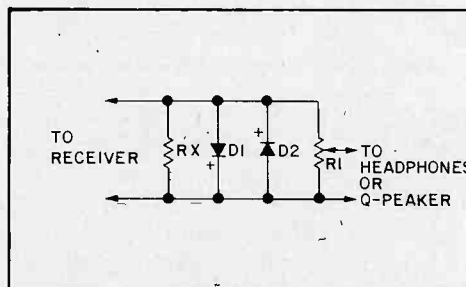 TO
RECEIVER
RX
D1
+
+
D2
R1
TO
HEADPHONES
OR
Q-PEAKER